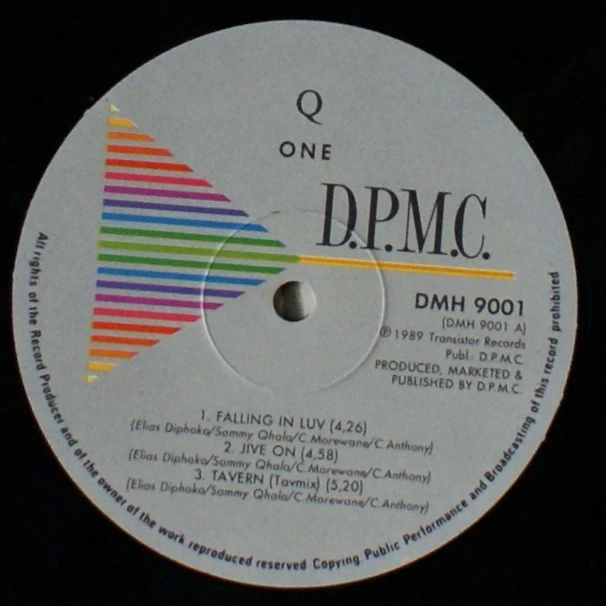 Q
ONE
D.P.M.C.
DMH 9001
(DMH 9001 A)
℗ 1989 Transistor Records
Publ. D.P.M.C.
PRODUCED, MARKETED &
PUBLISHED BY D.P.M.C.
1. FALLING IN LUV (4,26)
(Elias Diphoko/Sammy Qhala/C.Morewane/C.Anthony)
2. JIVE ON (4,58)
(Elias Diphoko/Sammy Qhala/C.Morewane/C.Anthony)
3. TAVERN (Tavmix) (5,20)
(Elias Diphoko/Sammy Qhala/C.Morewane/C.Anthony)
All rights of the Record Producer and of the owner of the work reproduced reserved Copying Public Performance and Broadcasting of this record prohibited